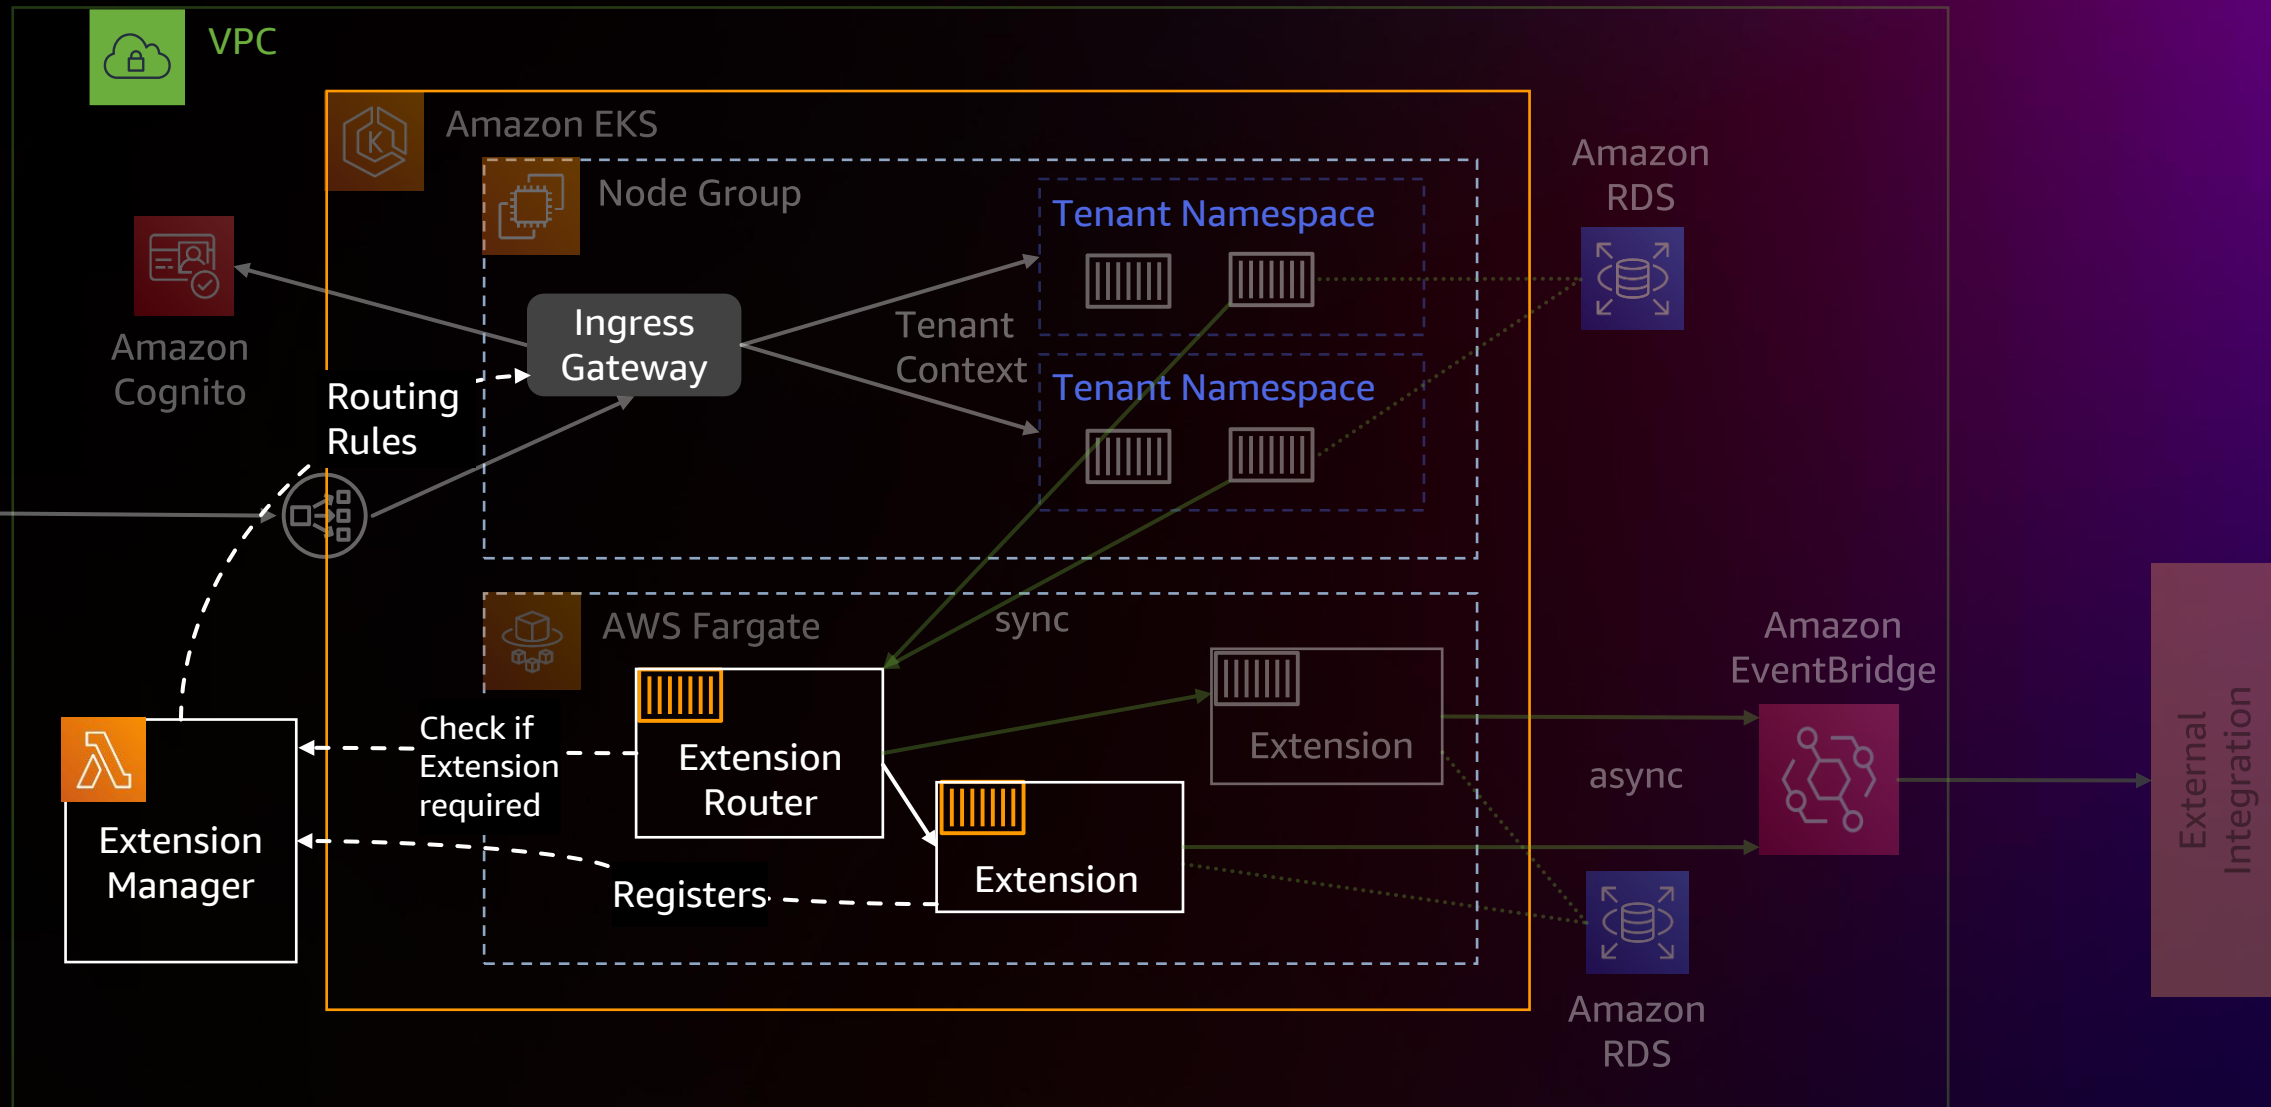 VPC
Amazon EKS
Node Group
Amazon
RDS
Tenant Namespace
Ingress
Gateway
Tenant
Context
Amazon
Cognito
Routing
Rules
Tenant Namespace
AWS Fargate
sync
Amazon
EventBridge
Check if
Extension
required
Extension
Router
Extension
async
External
Integration
Extension
Manager
Registers
Extension
Amazon
RDS